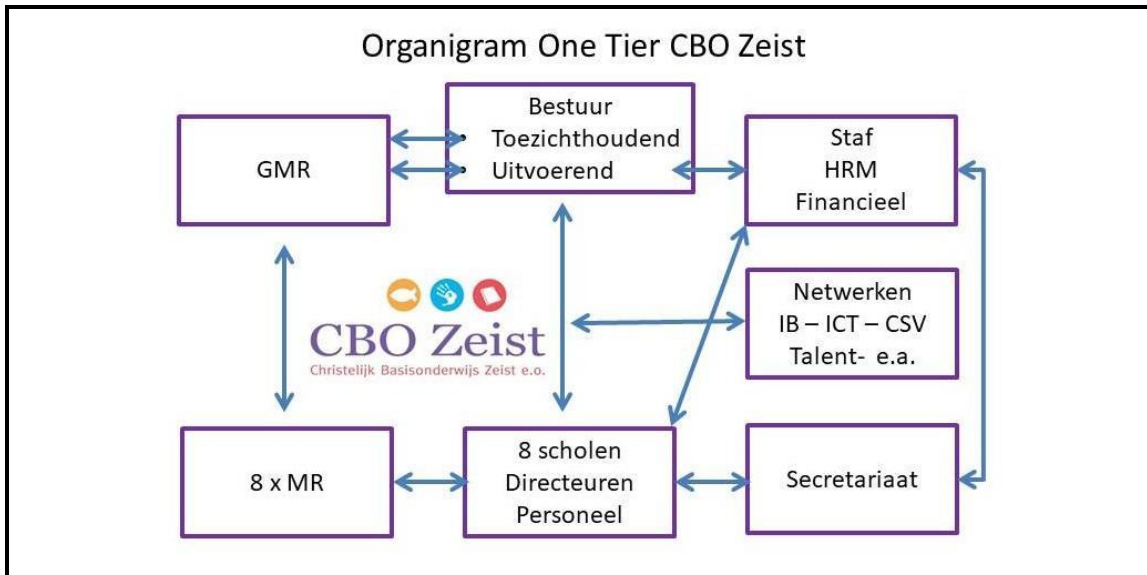 Organigram One Tier CBO Zeist
GMR
Bestuur
• Toezichthoudend
• Uitvoerend
Staf
HRM
Financieel
CBO Zeist
Christelijk Basisonderwijs Zeist e.o.
Netwerken
IB – ICT – CSV
Talent- e.a.
8 x MR
8 scholen
Directeuren
Personeel
Secretariaat